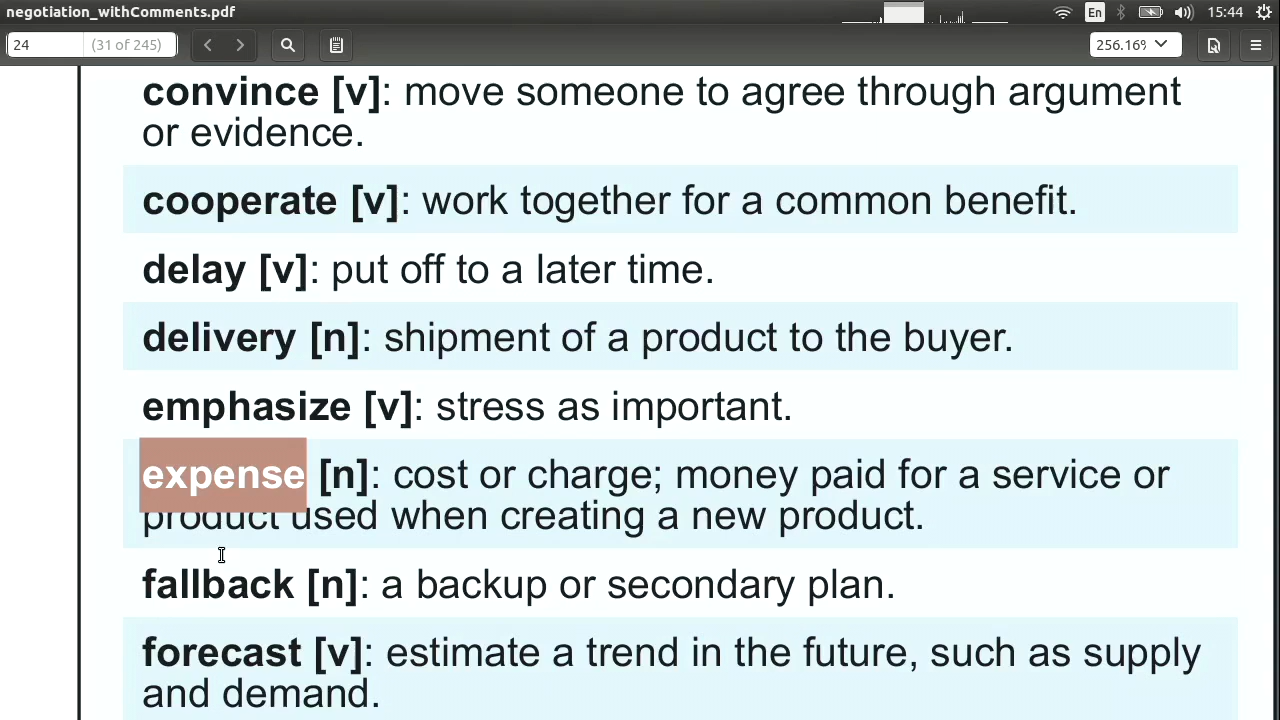 negotiation_withComments.pdf
En
15:44
24
(31 of 245)
256.16%
convince [v]: move someone to agree through argument
or evidence.
cooperate [v]: work together for a common benefit.
delay [v]: put off to a later time.
delivery [n]: shipment of a product to the buyer.
emphasize [v]: stress as important.
expense [n]: cost or charge; money paid for a service or
product used when creating a new product.
fallback [n]: a backup or secondary plan.
forecast [v]: estimate a trend in the future, such as supply
and demand.